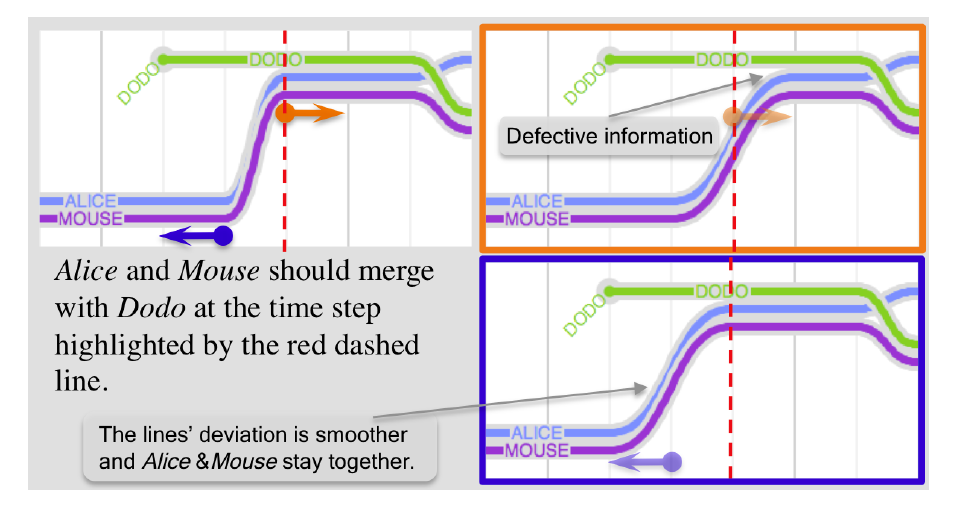 DODO
DODO
ALICE
MOUSE
Alice and Mouse should merge
with Dodo at the time step
highlighted by the red dashed
line.
The lines’ deviation is smoother
and Alice &Mouse stay together.
DODO
DODO
Defective information
ALICE
MOUSE
DODO
DODO
ALICE
MOUSE